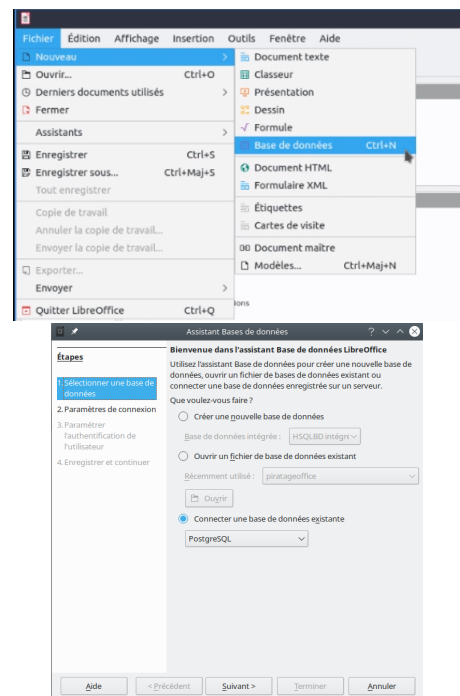 Fichier Édition Affichage Insertion Outils Fenêtre Aide
Nouveau
Ouvrir... Ctrl+O
Derniers documents utilisés
Fermer
Assistants
Enregistrer Ctrl+S
Enregistrer sous... Ctrl+Maj+S
Tout enregistrer
Copie de travail
Annuler la copie de travail...
Envoyer la copie de travail...
Exporter...
Envoyer
Quitter LibreOffice Ctrl+Q
Document texte
Classeur
Présentation
Dessin
Formule
Base de données Ctrl+N
Document HTML
Formulaire XML
Étiquettes
Cartes de visite
Document maître
Modèles... Ctrl+Maj+N
ions
Assistant Bases de données
Étapes
1. Sélectionner une base de
données
2. Paramètres de connexion
3. Paramétrer
l'authentification de
l'utilisateur
4. Enregistrer et continuer
Bienvenue dans l'assistant Base de données LibreOffice
Utilisez l'assistant Base de données pour créer une nouvelle base de
données, ouvrir un fichier de bases de données existant ou
connecter une base de données enregistrée sur un serveur.
Que voulez-vous faire ?
Créer une nouvelle base de données
Base de données intégrée : HSQLBD intégré
Ouvrir un fichier de base de données existant
Récemment utilisé : piratageoffice
Ouvrir
Connecter une base de données existante
PostgreSQL
Aide < Précédent Suivant > Terminer Annuler